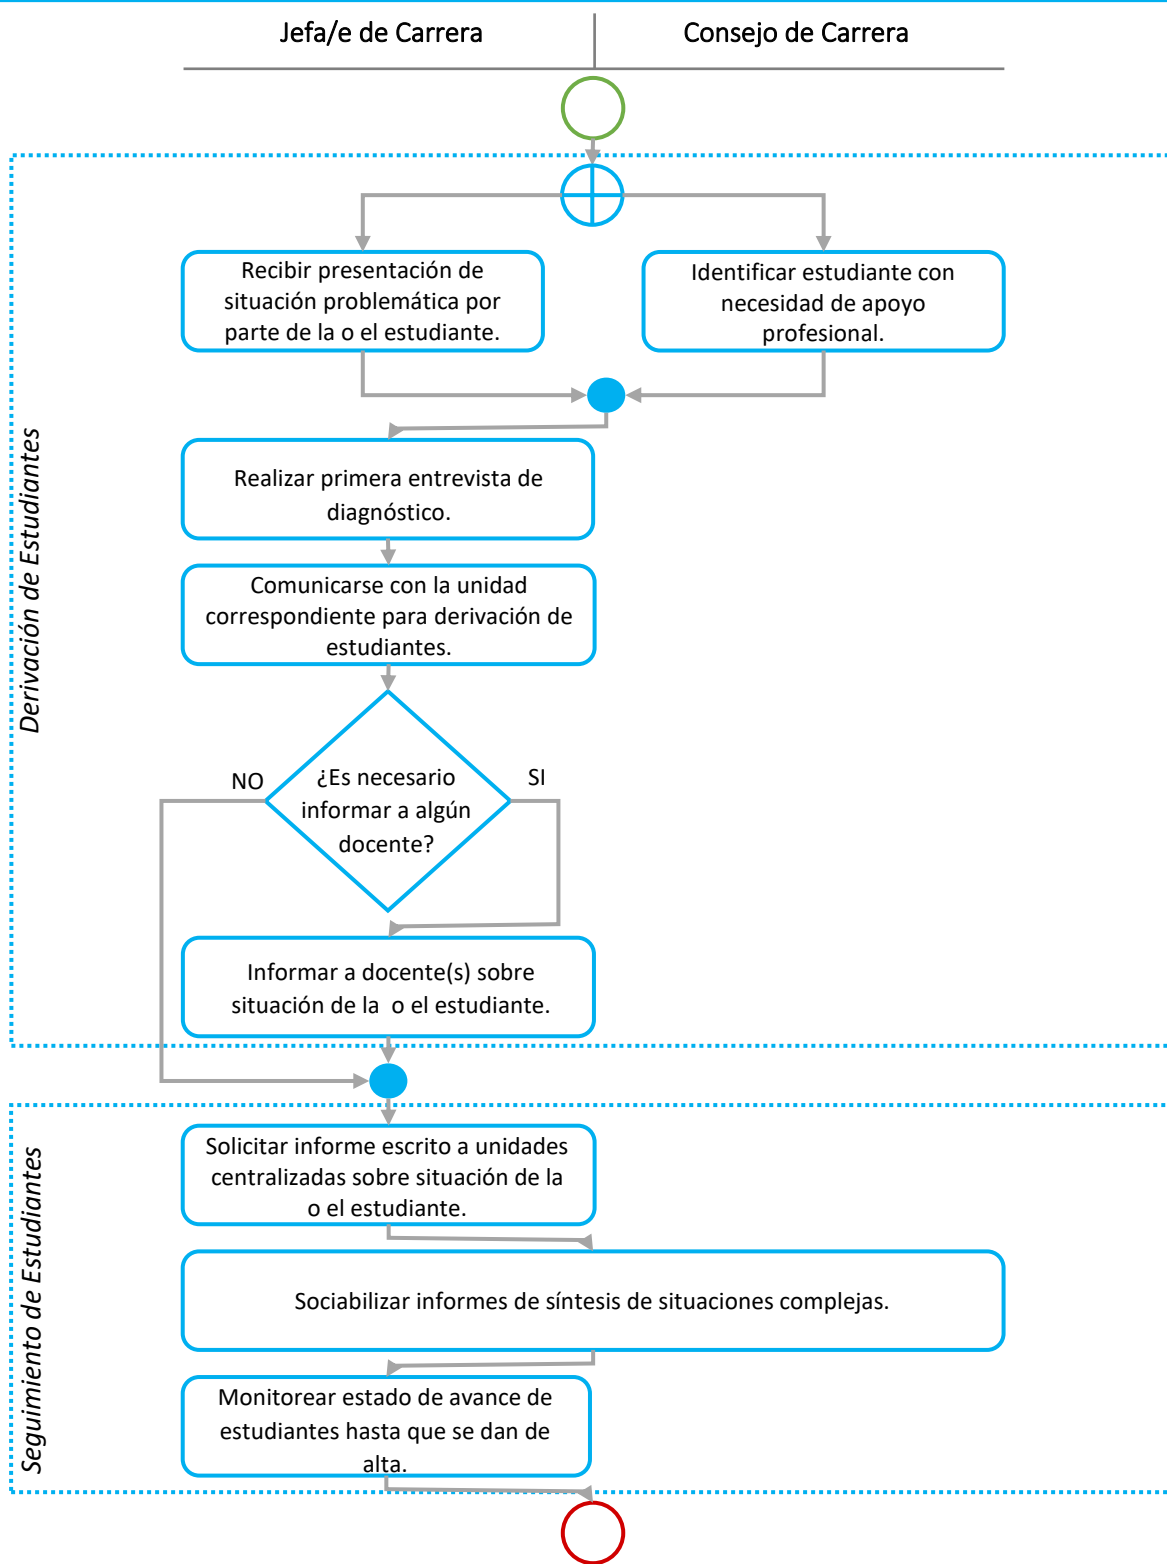 Jefa/e de Carrera
Consejo de Carrera
Derivación de Estudiantes
Recibir presentación de
situación problemática por
parte de la o el estudiante.
Identificar estudiante con
necesidad de apoyo
profesional.
Realizar primera entrevista de
diagnóstico.
Comunicarse con la unidad
correspondiente para derivación de
estudiantes.
NO
¿Es necesario
informar a algún
docente?
SI
Informar a docente(s) sobre
situación de la  o el estudiante.
Seguimiento de Estudiantes
Solicitar informe escrito a unidades
centralizadas sobre situación de la
o el estudiante.
Sociabilizar informes de síntesis de situaciones complejas.
Monitorear estado de avance de
estudiantes hasta que se dan de
alta.